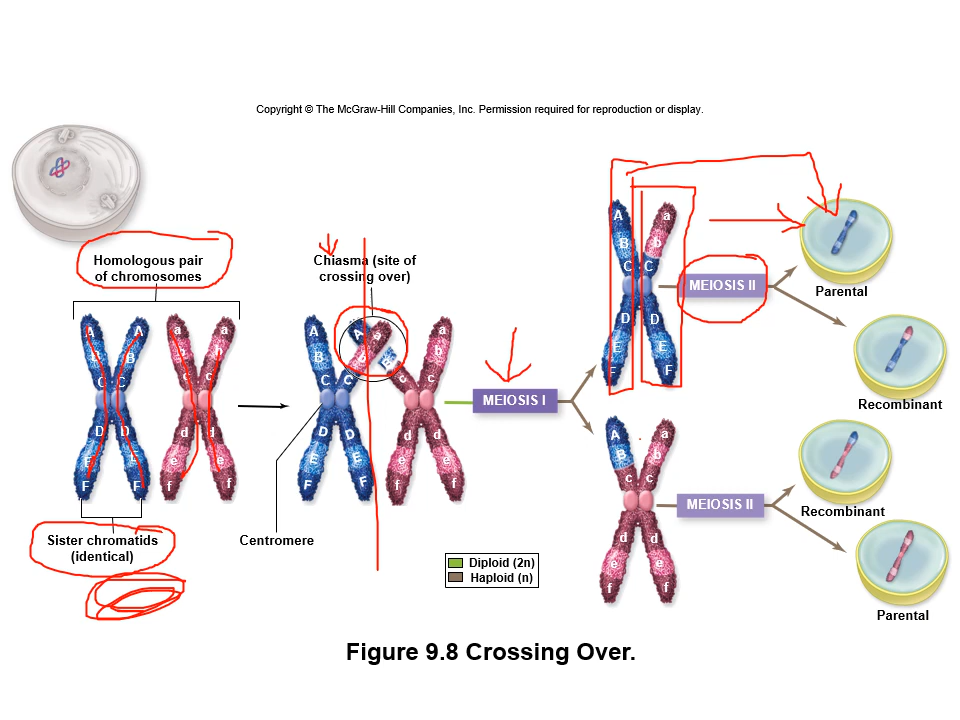 Copyright © The McGraw-Hill Companies, Inc. Permission required for reproduction or display.
Homologous pair
of chromosomes
Chiasma (site of
crossing over)
A A a a
B B b b
C C c c
D D d d
E E e e
F F f f
Sister chromatids
(identical)
A A a a
B b B b
C C c c
D D d d
E E e e
F F f f
Centromere
MEIOSIS I
A a
B b
C C
D D
E E
F F
MEIOSIS II
Parental
Recombinant
A a
B b
c c
d d
e e
f f
MEIOSIS II
Recombinant
Parental
Diploid (2n)
Haploid (n)
Figure 9.8 Crossing Over.